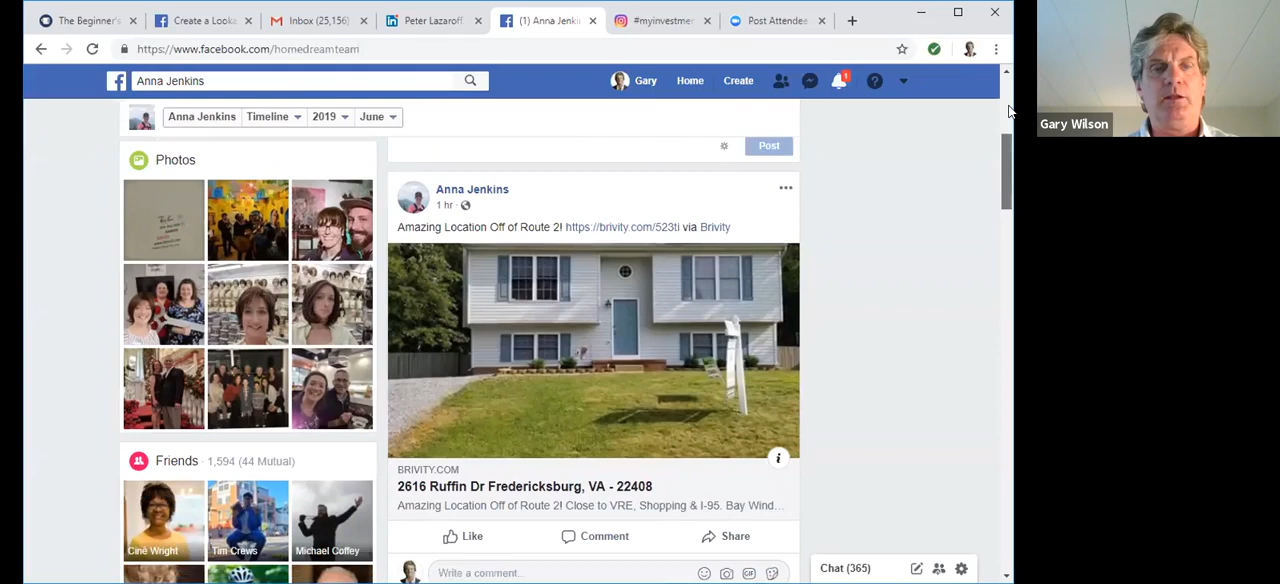 The Beginner's
Create a Looka
Inbox (25,156)
Peter Lazaroff
(1) Anna Jenki
#myinvestmer
Post Attendee
https://www.facebook.com/homedreamteam
Anna Jenkins
Gary
Home
Create
1
Anna Jenkins
Timeline
2019
June
Gary Wilson
Photos
Post
Anna Jenkins
1 hr
Amazing Location Off of Route 2! https://brivity.com/523ti via Brivity
BRIVITY.COM
2616 Ruffin Dr Fredericksburg, VA - 22408
Amazing Location Off of Route 2! Close to VRE, Shopping & I-95. Bay Wind…
Friends · 1,594 (44 Mutual)
Ciné Wright
Tim Crews
Michael Coffey
Like
Comment
Share
Write a comment...
GIF
Chat (365)